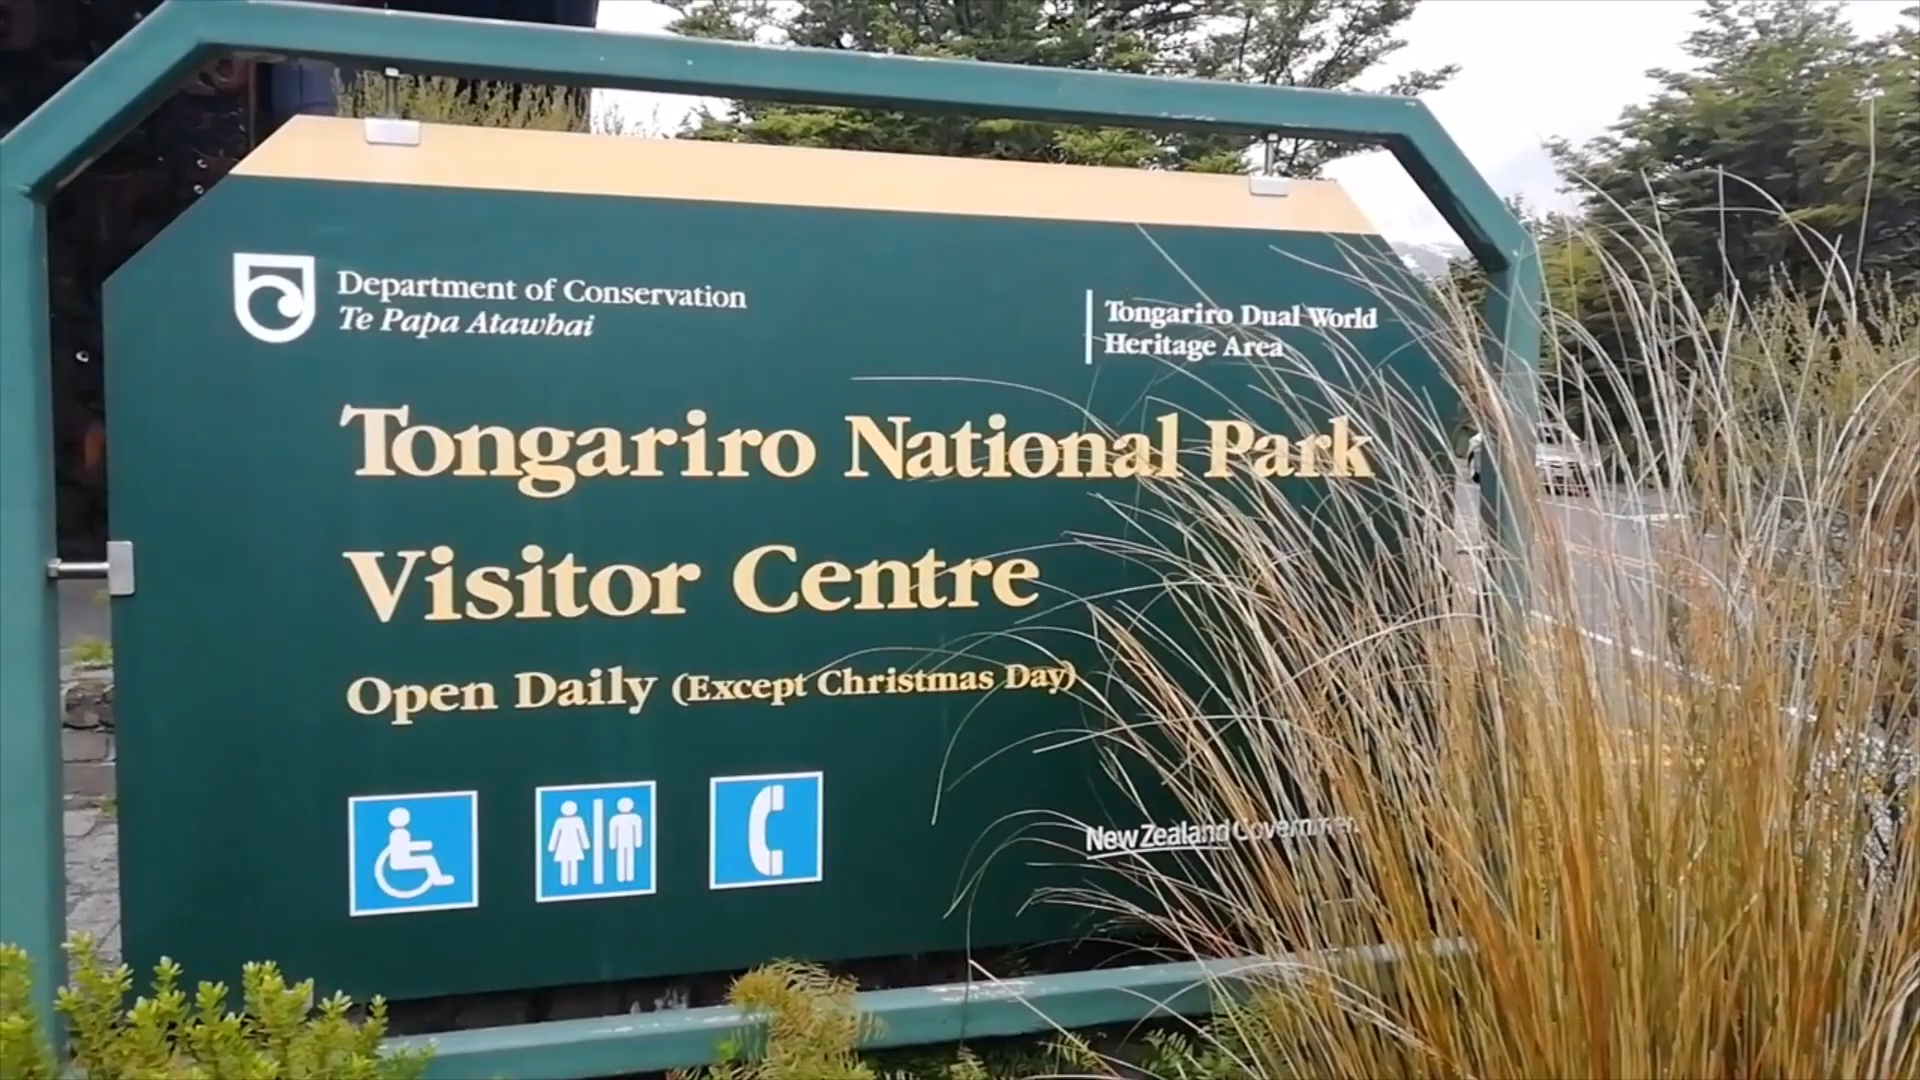 Department of Conservation
Te Papa Atawhai
Tongariro Dual World
Heritage Area
Tongariro National Park
Visitor Centre
Open Daily (Except Christmas Day)
New Zealand Government